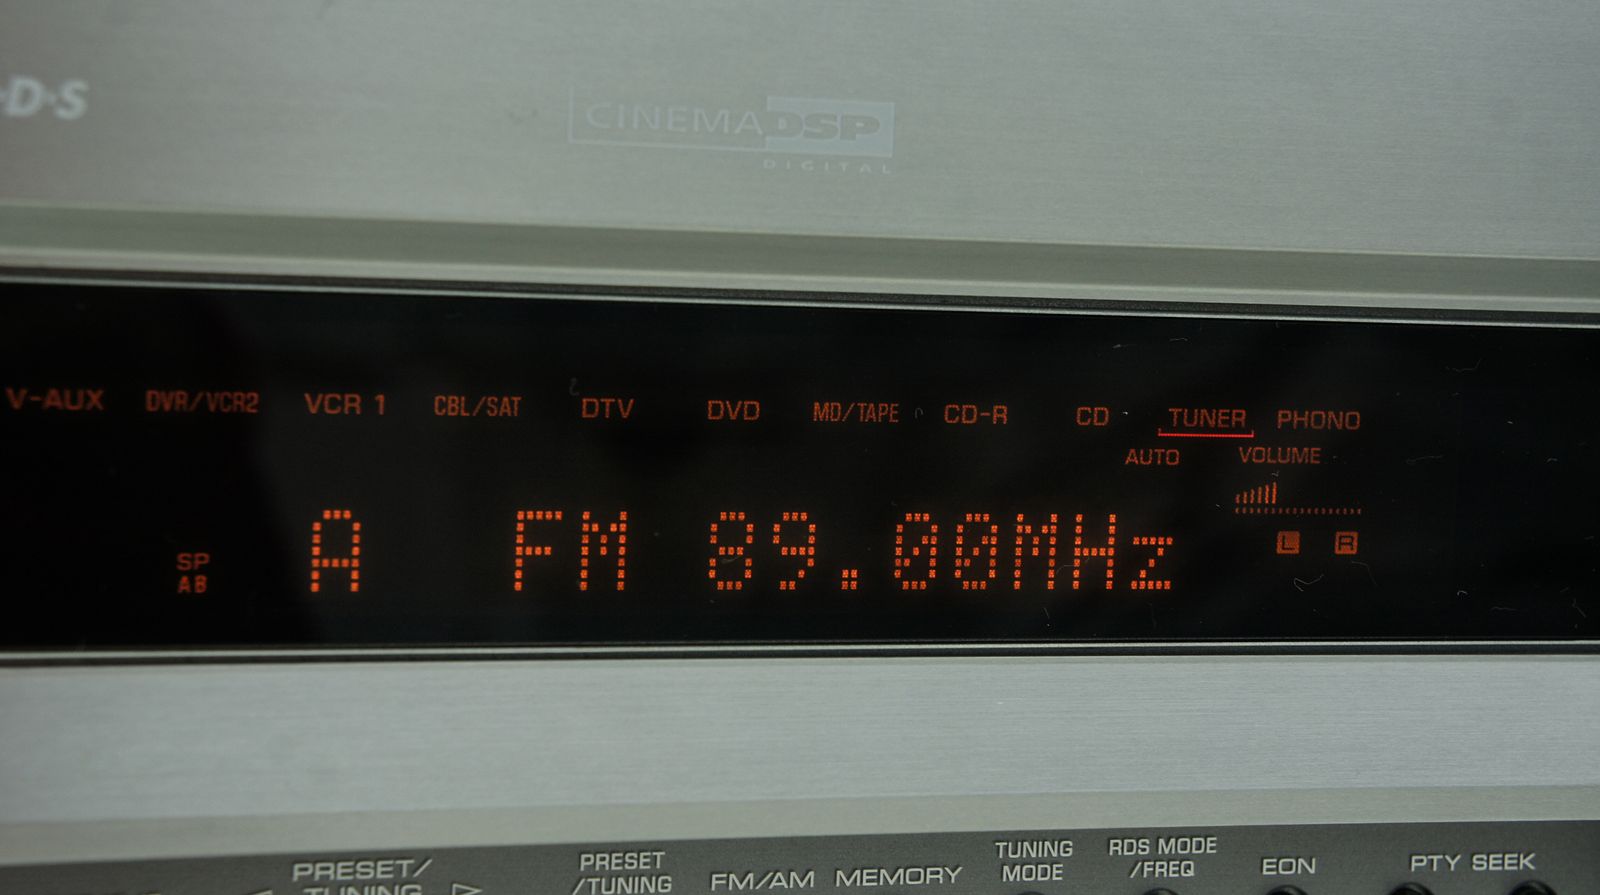 ·D·S
CINEMA DSP
DIGITAL
V-AUX DVR/VCR2 VCR 1 CBL/SAT DTV DVD MD/TAPE CD-R CD TUNER PHONO
AUTO VOLUME
SP
AB
A FM 89.00MHz
L R
PRESET/
TUNING
PRESET
/TUNING
FM/AM
MEMORY
TUNING
MODE
RDS MODE
/FREQ
EON
PTY SEEK